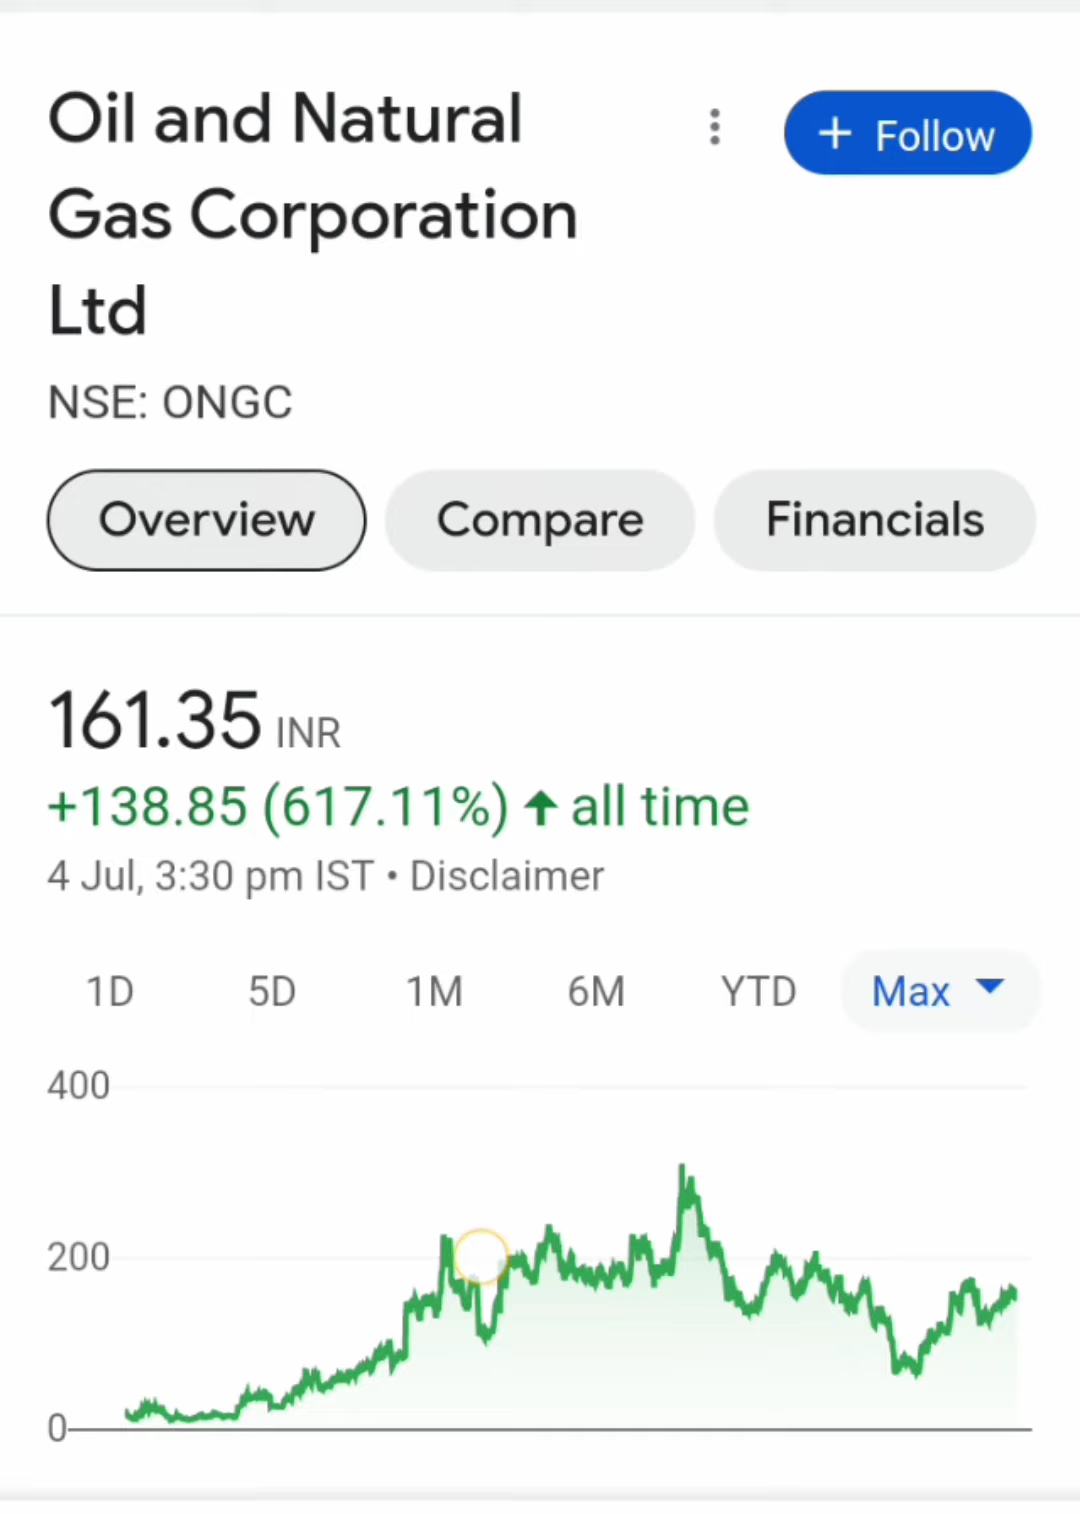 Oil and Natural
Gas Corporation
Ltd
+ Follow
NSE: ONGC
Overview Compare Financials
161.35 INR
+138.85 (617.11%) ↑ all time
4 Jul, 3:30 pm IST • Disclaimer
1D 5D 1M 6M YTD Max
400
200
0